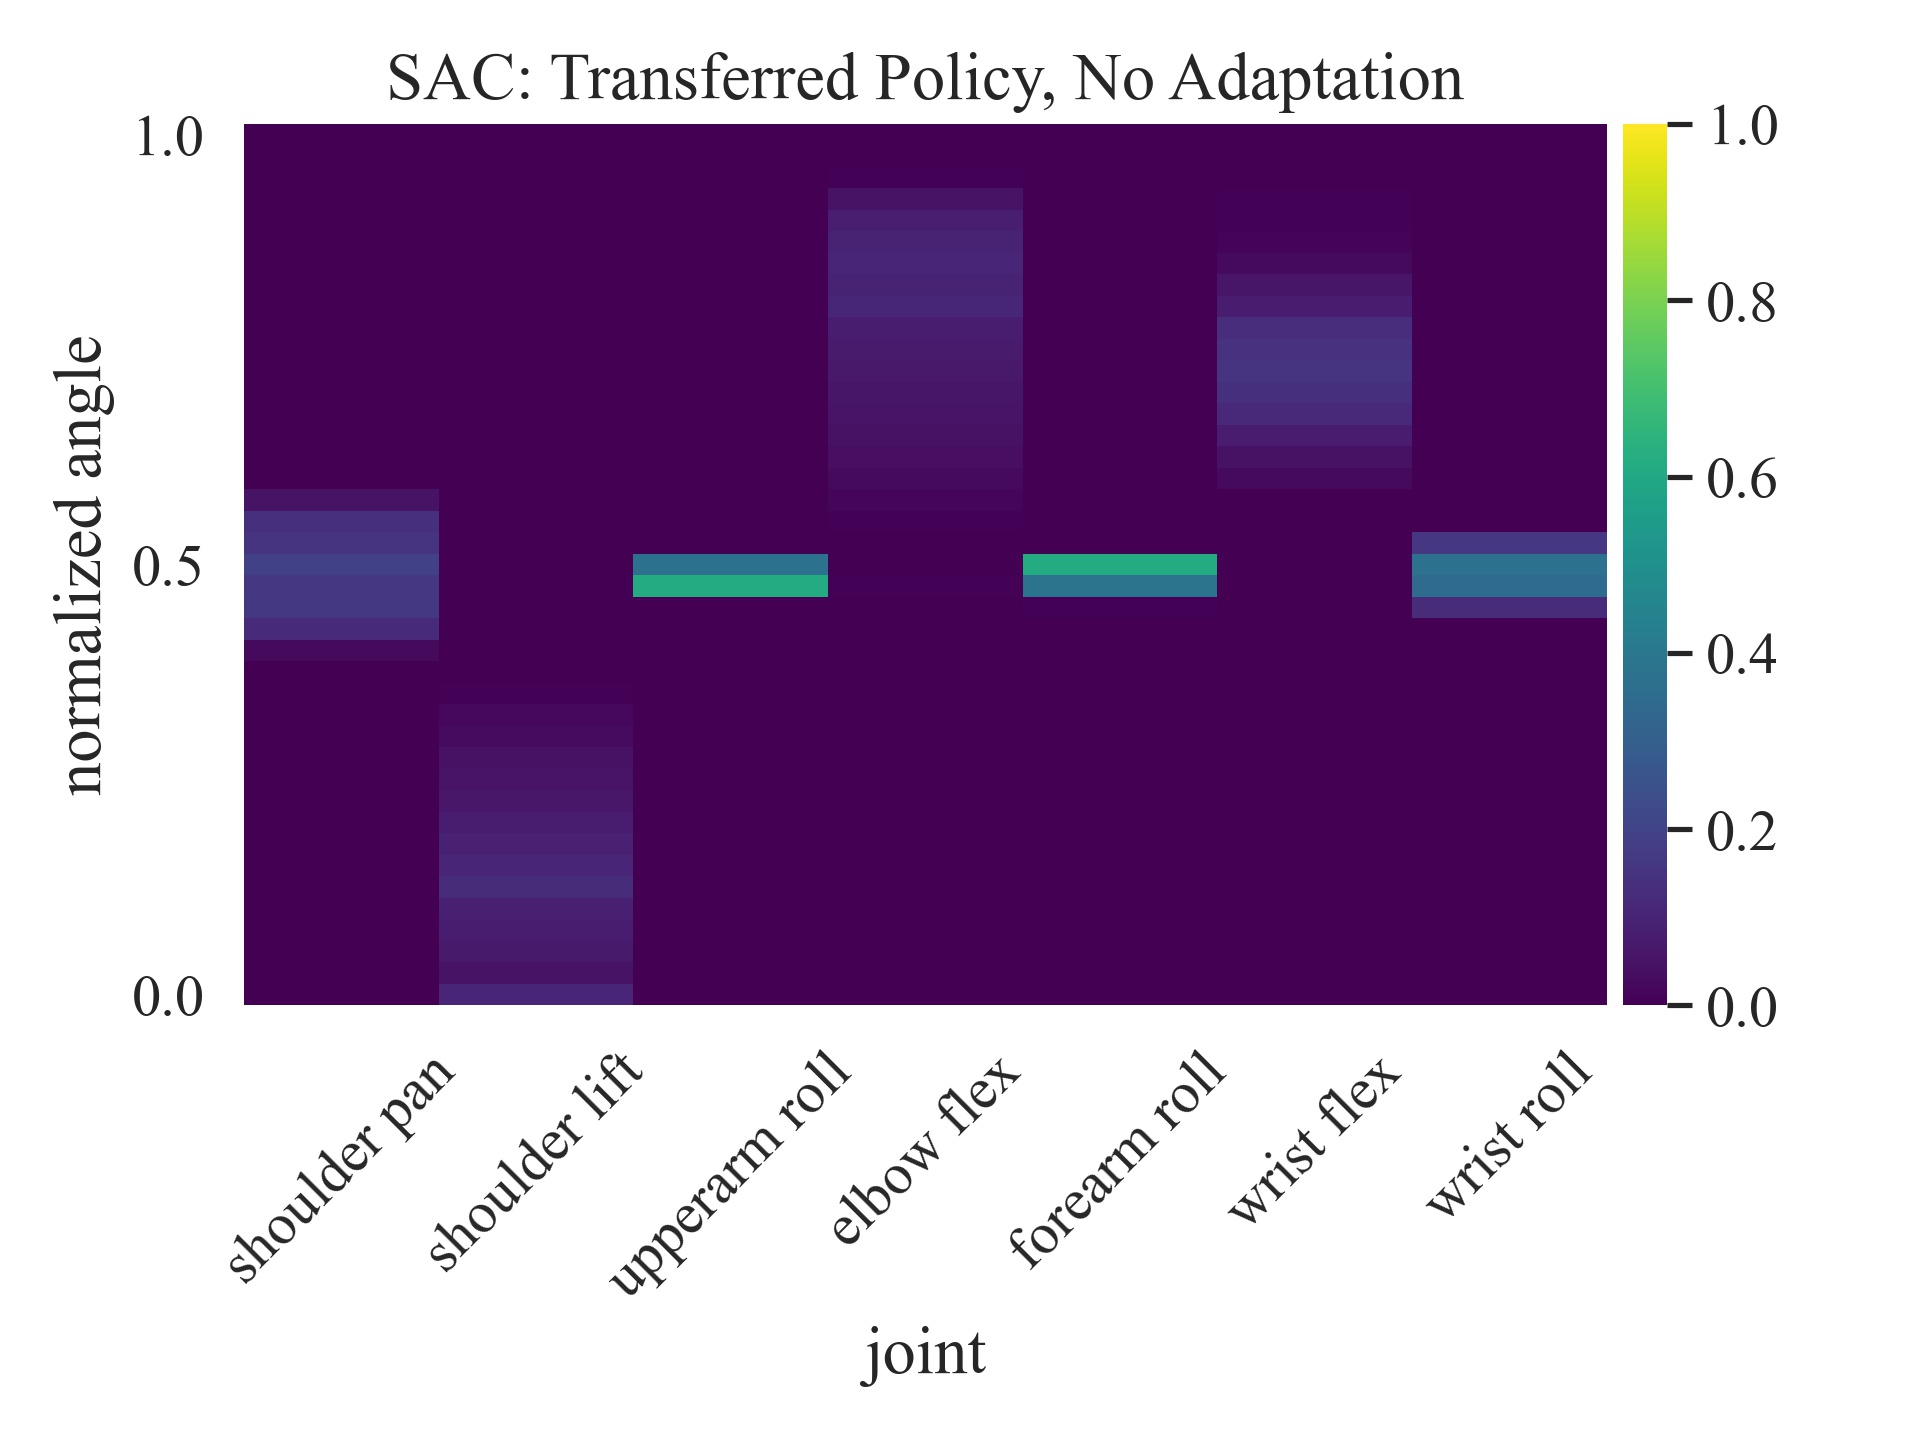 SAC: Transferred Policy, No Adaptation
normalized angle
1.0
0.5
0.0
1.0
0.8
0.6
0.4
0.2
0.0
shoulder pan
shoulder lift
upperarm roll
elbow flex
forearm roll
wrist flex
wrist roll
joint